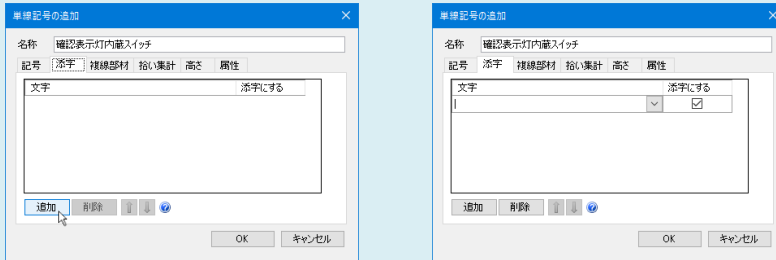 単線記号の追加
名称 確認表示灯内蔵スイッチ
記号 添字 複線部材 拾い集計 高さ 属性
文字 添字にする
追加 削除
OK キャンセル
単線記号の追加
名称 確認表示灯内蔵スイッチ
記号 添字 複線部材 拾い集計 高さ 属性
文字 添字にする
追加 削除
OK キャンセル